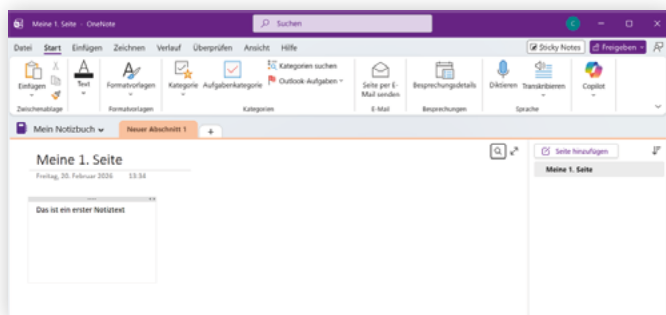 Meine 1. Seite - OneNote
Suchen
C
Datei Start Einfügen Zeichnen Verlauf Überprüfen Ansicht Hilfe
Sticky Notes
Freigeben
Einfügen
Text
Formatvorlagen
Kategorie
Aufgabenkategorie
Kategorien suchen
Outlook-Aufgaben
Seite per E-
Mail senden
Besprechungsdetails
Diktieren
Transkribieren
Copilot
Zwischenablage
Formatvorlagen
Kategorien
E-Mail
Besprechungen
Sprache
Mein Notizbuch
Neuer Abschnitt 1
+
Meine 1. Seite
Freitag, 20. Februar 2026 13:34
Das ist ein erster Notiztext
Seite hinzufügen
Meine 1. Seite